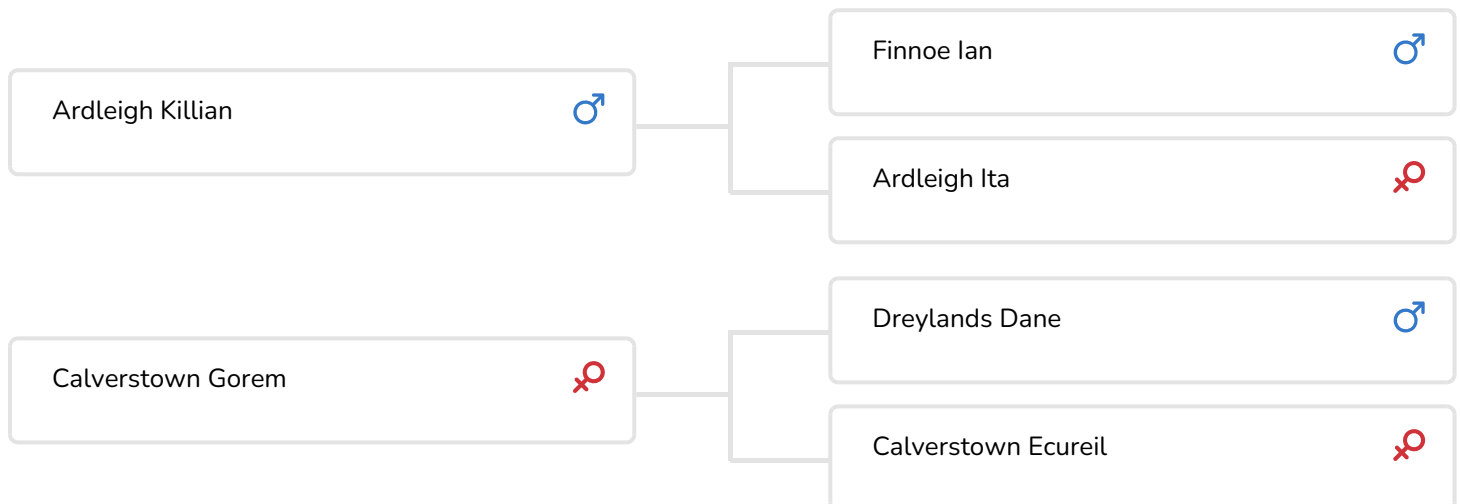 Finnoe Ian
Ardleigh Killian
Ardleigh Ita
Dreylands Dane
Calverstown Gorem
Calverstown Ecureil